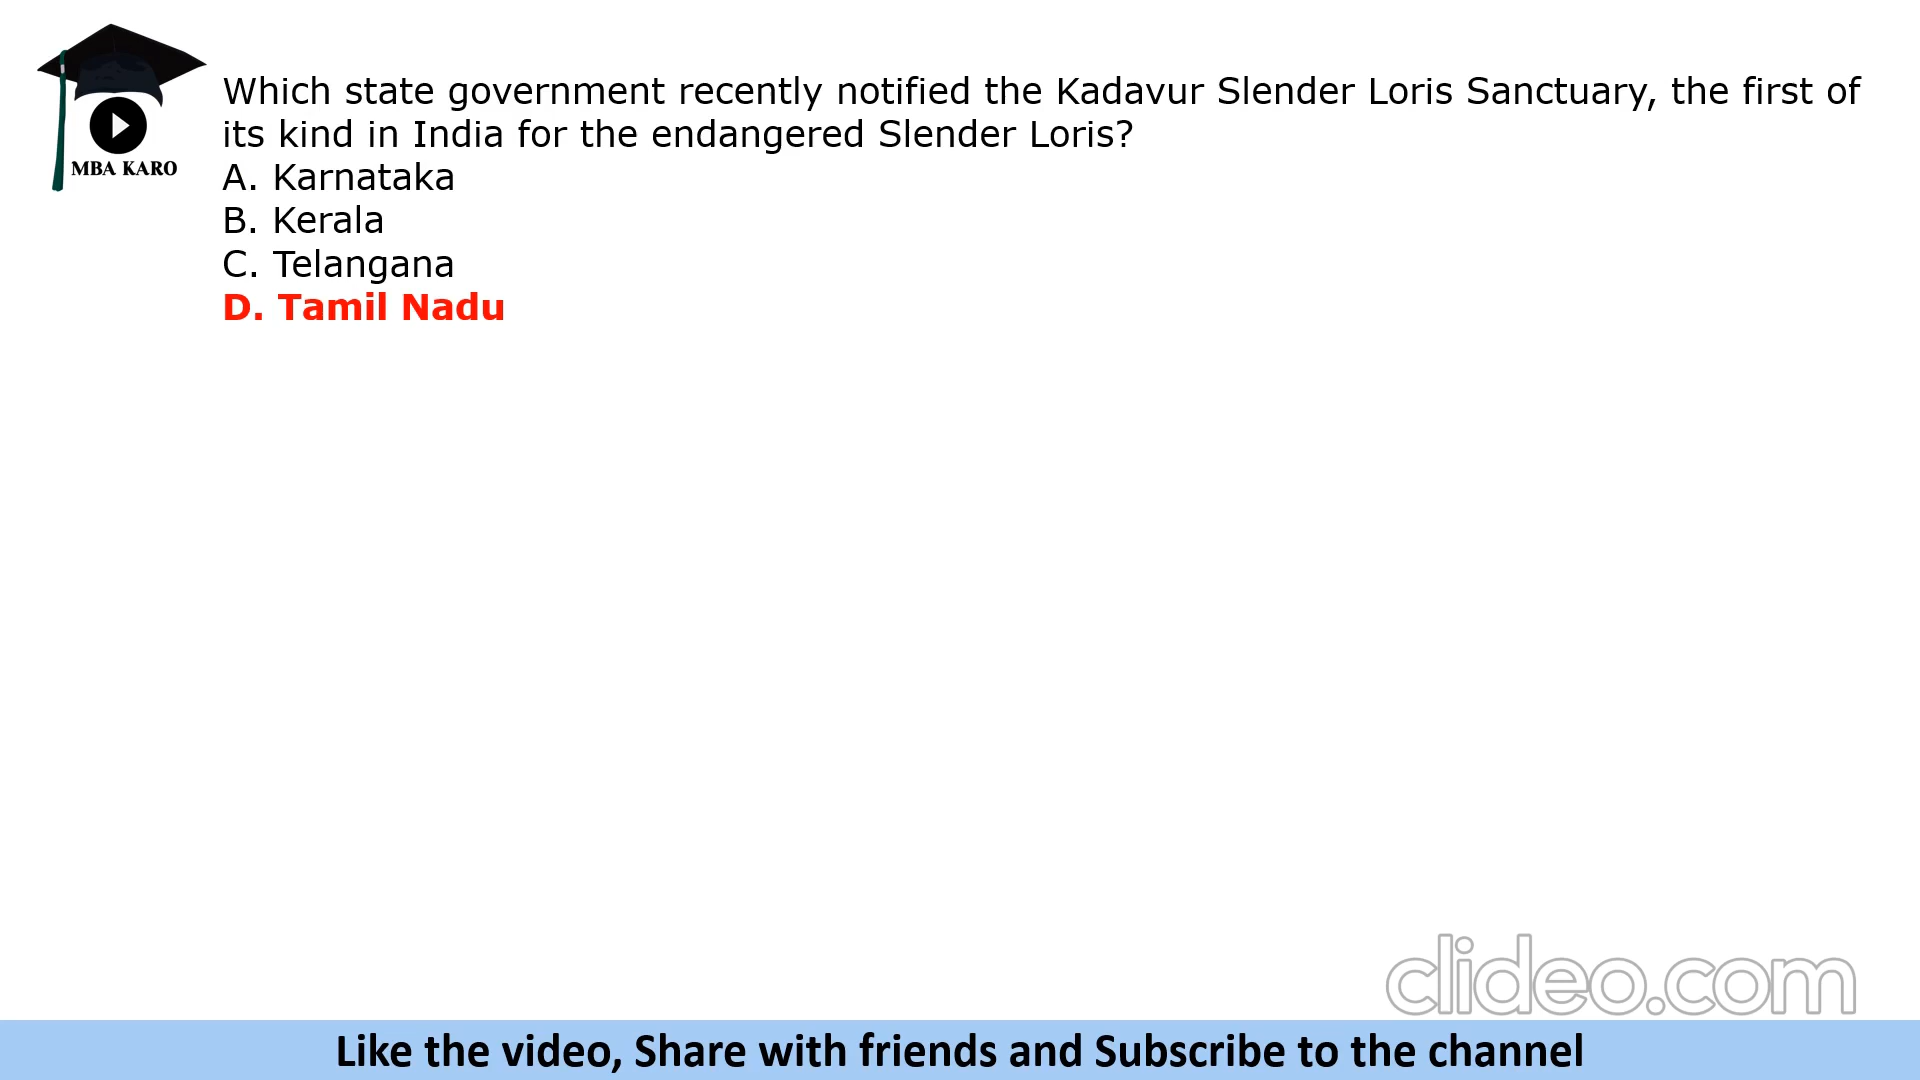 MBA KARO
Which state government recently notified the Kadavur Slender Loris Sanctuary, the first of
its kind in India for the endangered Slender Loris?
A. Karnataka
B. Kerala
C. Telangana
D. Tamil Nadu
clideo.com
Like the video, Share with friends and Subscribe to the channel